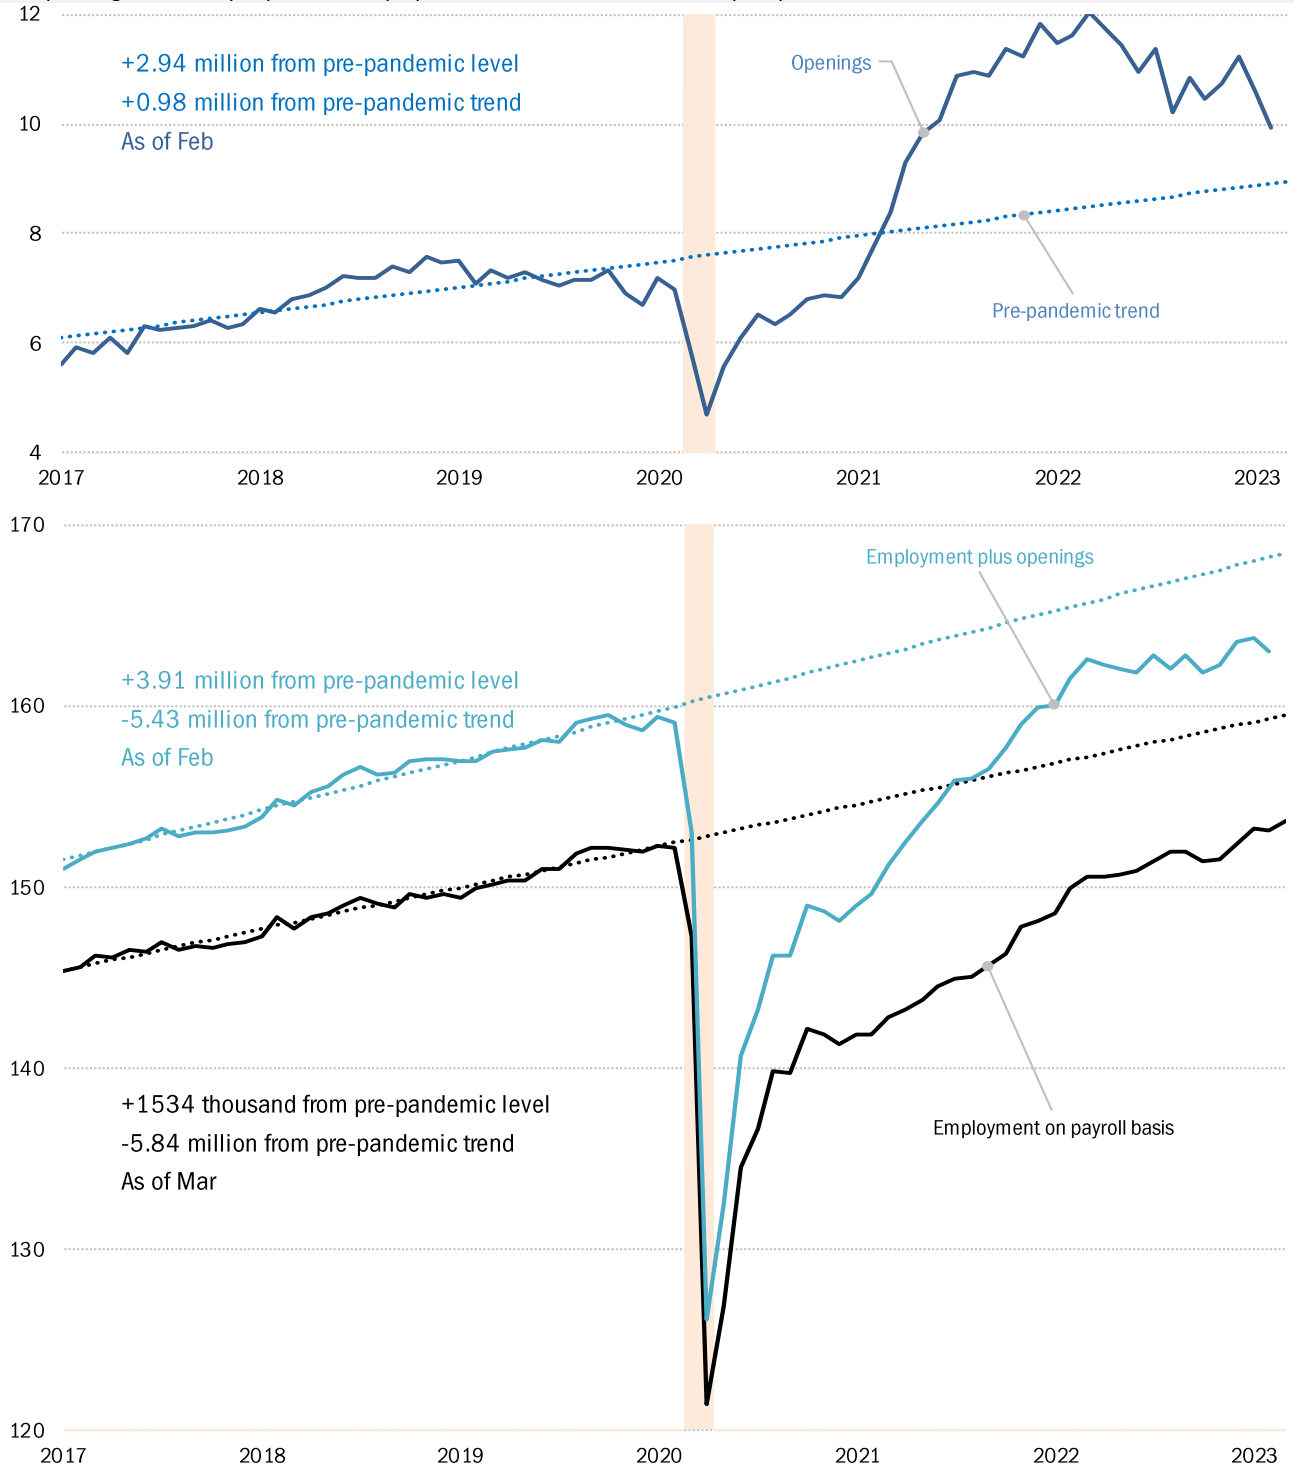 12
+2.94 million from pre-pandemic level
Openings
+0.98 million from pre-pandemic trend
10
As of Feb
8
Pre-pandemic trend
6
4
2017 2018 2019 2020 2021 2022 2023
170
Employment plus openings
+3.91 million from pre-pandemic level
160
-5.43 million from pre-pandemic trend
As of Feb
150
140
+1534 thousand from pre-pandemic level
Employment on payroll basis
-5.84 million from pre-pandemic trend
As of Mar
130
120
2017 2018 2019 2020 2021 2022 2023